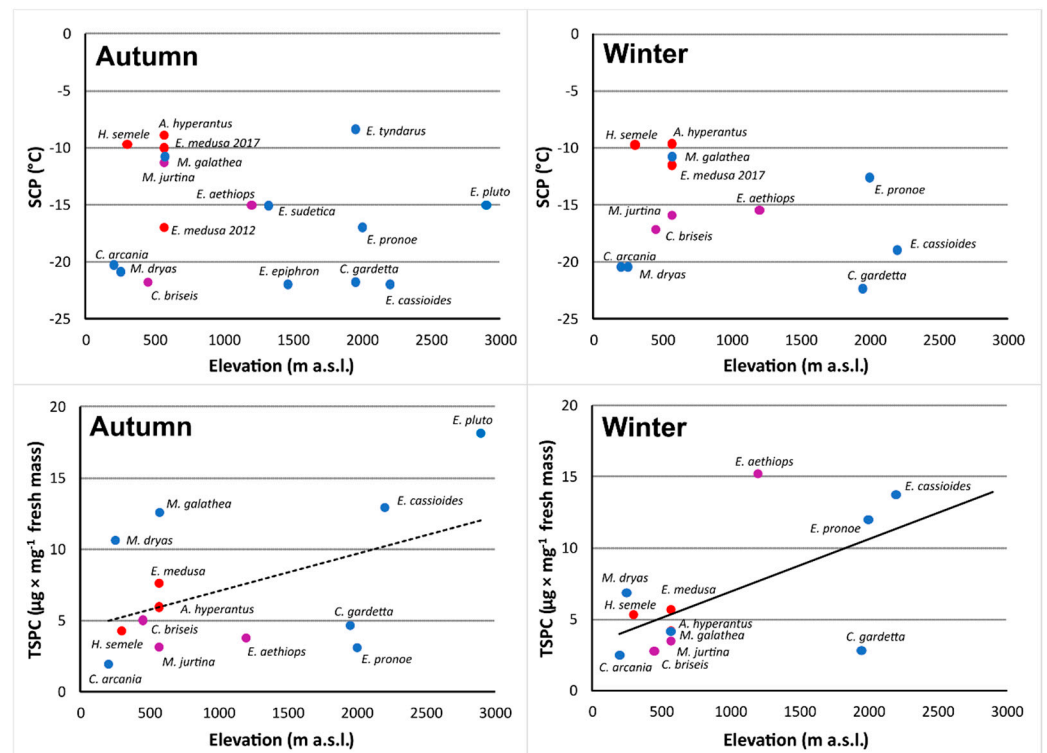 Autumn
SCP (°C)
0
-5
-10
-15
-20
-25
A. hyperantus
H. semele
E. medusa 2017
M. galathea
M. jurtina
E. tyndarus
E. aethiops
E. sudetica
E. pluto
E. medusa 2012
E. pronoe
C. arcania
M. dryas
C. briseis
E. epiphron
C. gardetta
E. cassioides
0 500 1000 1500 2000 2500 3000
Elevation (m a.s.l.)
Winter
SCP (°C)
0
-5
-10
-15
-20
-25
H. semele
A. hyperantus
M. galathea
E. medusa 2017
E. pronoe
M. jurtina
E. aethiops
C. briseis
C. arcania
M. dryas
E. cassioides
C. gardetta
0 500 1000 1500 2000 2500 3000
Elevation (m a.s.l.)
Autumn
TSPC (µg × mg-1 fresh mass)
20
15
10
5
0
E. pluto
M. galathea
E. cassioides
M. dryas
E. medusa
A. hyperantus
C. briseis
H. semele
M. jurtina
C. arcania
E. aethiops
C. gardetta
E. pronoe
0 500 1000 1500 2000 2500 3000
Elevation (m a.s.l.)
Winter
TSPC (µg × mg-1 fresh mass)
20
15
10
5
0
E. aethiops
E. cassioides
E. pronoe
M. dryas
E. medusa
H. semele
A. hyperantus
M. galathea
M. jurtina
C. briseis
C. arcania
C. gardetta
0 500 1000 1500 2000 2500 3000
Elevation (m a.s.l.)